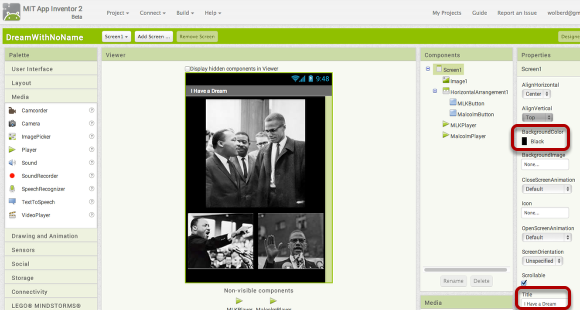 MIT App Inventor 2
Beta
Project Connect Build Help
My Projects Guide Report an Issue wolberd@gm
DreamWithNoName
Screen1 Add Screen ... Remove Screen
Designe
Palette
User Interface
Layout
Media
Camcorder
Camera
ImagePicker
Player
Sound
SoundRecorder
SpeechRecognizer
TextToSpeech
VideoPlayer
Drawing and Animation
Sensors
Social
Storage
Connectivity
LEGO® MINDSTORMS®
Viewer
Display hidden components in Viewer
9:48
I Have a Dream
Non-visible components
MLKPlayer MalcolmPlayer
Components
Screen1
Image1
HorizontalArrangement1
MLKButton
MalcolmButton
MLKPlayer
MalcolmPlayer
Rename Delete
Media
Properties
Screen1
AlignHorizontal
Center
AlignVertical
Top
BackgroundColor
Black
BackgroundImage
None...
CloseScreenAnimation
Default
Icon
None...
OpenScreenAnimation
Default
ScreenOrientation
Unspecified
Scrollable
Title
I Have a Dream